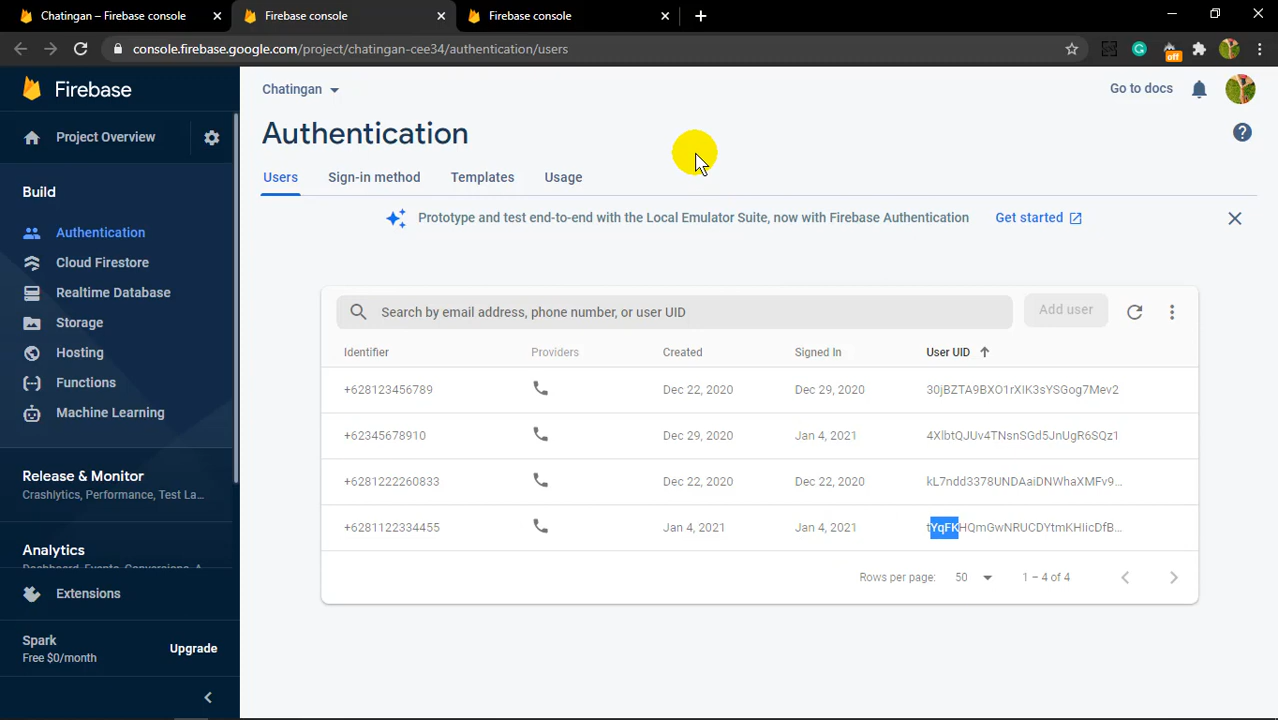 Chatingan – Firebase console
Firebase console
Firebase console
console.firebase.google.com/project/chatingan-cee34/authentication/users
off
Firebase
Project Overview
Build
Authentication
Cloud Firestore
Realtime Database
Storage
Hosting
Functions
Machine Learning
Release & Monitor
Crashlytics, Performance, Test La...
Analytics
Dashboard, Events, Conversions, A
Extensions
Spark
Free $0/month
Upgrade
Chatingan
Go to docs
Authentication
Users Sign-in method Templates Usage
Prototype and test end-to-end with the Local Emulator Suite, now with Firebase Authentication Get started
Search by email address, phone number, or user UID
Add user
Identifier Providers Created Signed In User UID
+628123456789 Dec 22, 2020 Dec 29, 2020 30jBZTA9BXO1rXIK3sYSGog7Mev2
+62345678910 Dec 29, 2020 Jan 4, 2021 4XlbtQJUv4TNsnSGd5JnUgR6SQz1
+6281222260833 Dec 22, 2020 Dec 22, 2020 kL7ndd3378UNDAaiDNWhaXMFv9...
+6281122334455 Jan 4, 2021 Jan 4, 2021 tYqFKHQmGwNRUCDYtmKHIicDfB...
Rows per page: 50 1 – 4 of 4